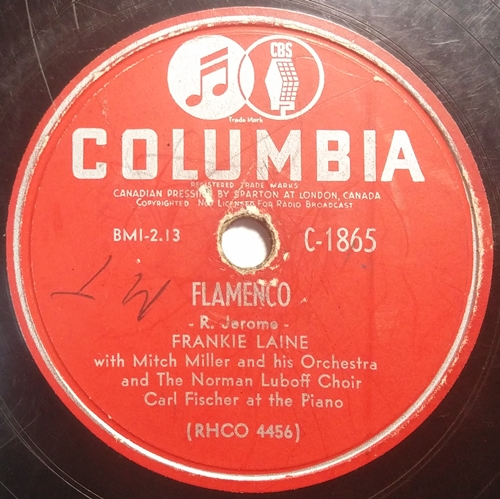 CBS
Trade Mark
COLUMBIA
REGISTERED TRADE MARKS
CANADIAN PRESSING BY SPARTON AT LONDON, CANADA
COPYRIGHTED NOT LICENSED FOR RADIO BROADCAST
BMI-2.13
C-1865
FLAMENCO
- R. Jerome -
FRANKIE LAINE
with Mitch Miller and his Orchestra
and The Norman Luboff Choir
Carl Fischer at the Piano
(RHCO 4456)